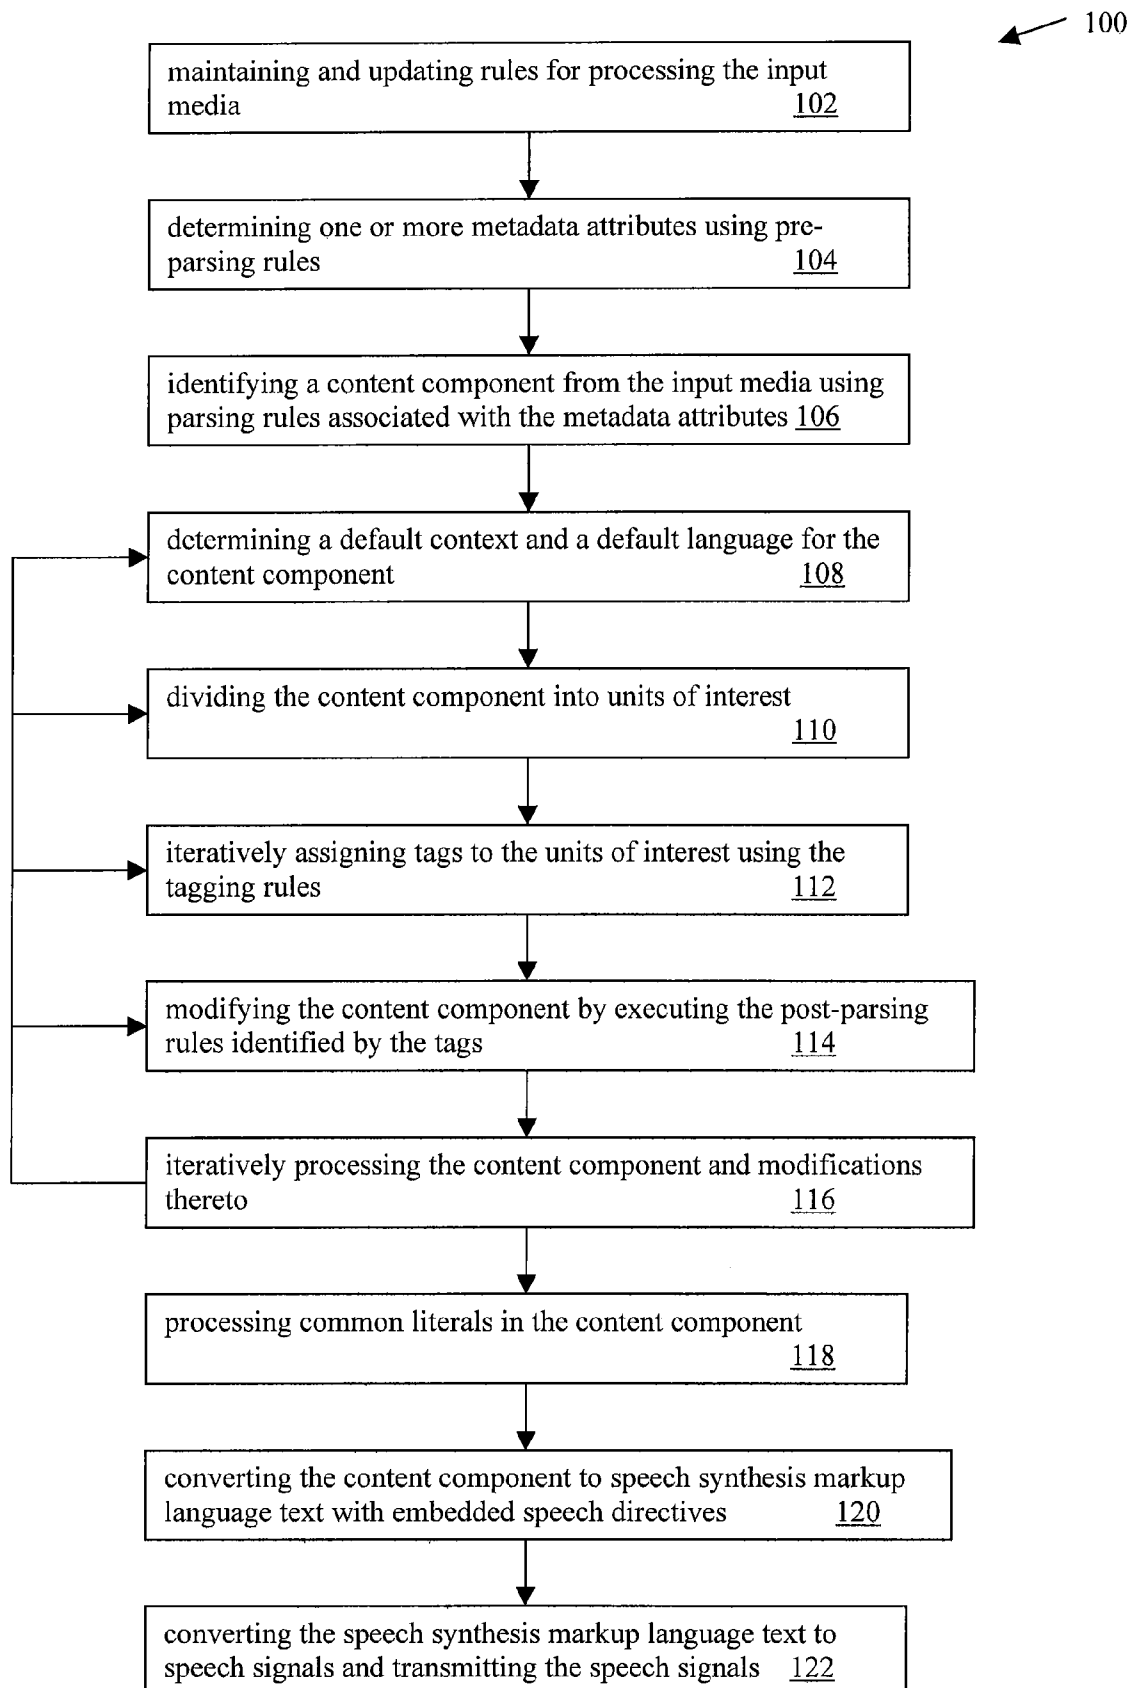 100
maintaining and updating rules for processing the input
media 102
determining one or more metadata attributes using pre-
parsing rules 104
identifying a content component from the input media using
parsing rules associated with the metadata attributes 106
determining a default context and a default language for the
content component 108
dividing the content component into units of interest
110
iteratively assigning tags to the units of interest using the
tagging rules 112
modifying the content component by executing the post-parsing
rules identified by the tags 114
iteratively processing the content component and modifications
thereto 116
processing common literals in the content component
118
converting the content component to speech synthesis markup
language text with embedded speech directives 120
converting the speech synthesis markup language text to
speech signals and transmitting the speech signals 122